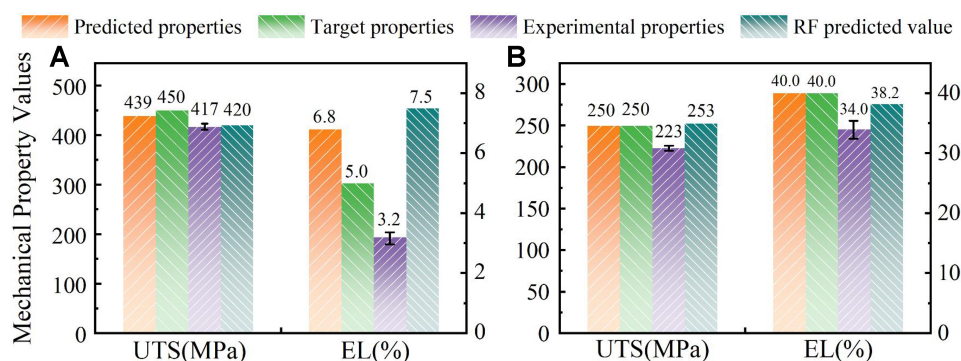 Predicted properties Target properties Experimental properties RF predicted value
A B
Mechanical Property Values
500
400
300
200
100
0
439 450 417 420
6.8 5.0 3.2 7.5
8
6
4
2
0
UTS(MPa) EL(%)
300
250
200
150
100
50
0
250 250 223 253
40.0 40.0 34.0 38.2
40
30
20
10
0
UTS(MPa) EL(%)